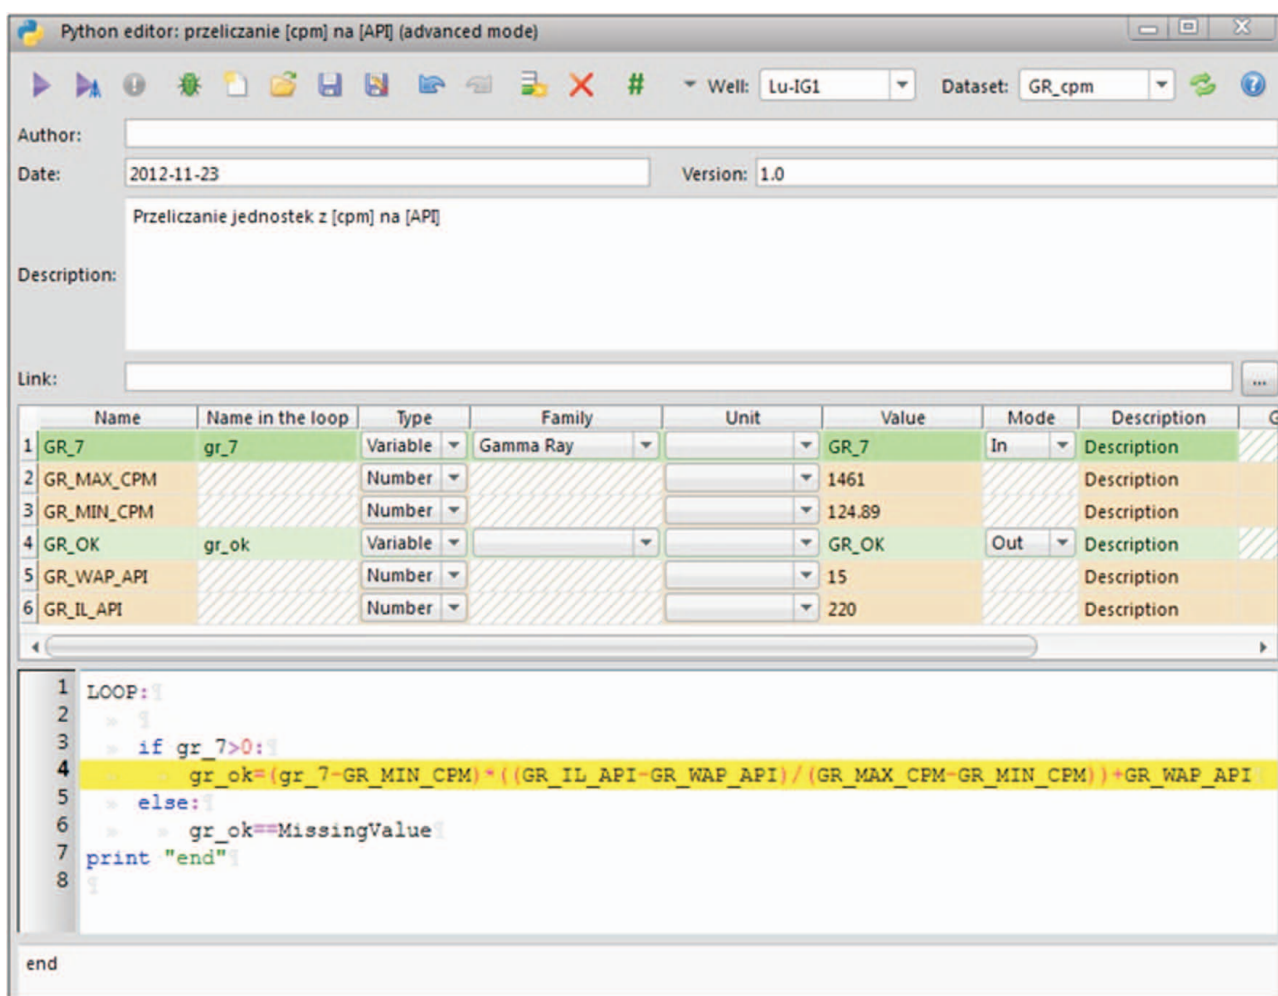 Python editor: przeliczanie [cpm] na [API] (advanced mode)
Well: Lu-IG1 Dataset: GR_cpm
Author:
Date: 2012-11-23 Version: 1.0
Przeliczanie jednostek z [cpm] na [API]
Description:
Link: ...
Name Name in the loop Type Family Unit Value Mode Description G
1 GR_7 gr_7 Variable Gamma Ray GR_7 In Description
2 GR_MAX_CPM Number 1461 Description
3 GR_MIN_CPM Number 124.89 Description
4 GR_OK gr_ok Variable GR_OK Out Description
5 GR_WAP_API Number 15 Description
6 GR_IL_API Number 220 Description
1 LOOP:
2
3 if gr_7>0:
4 gr_ok=(gr_7-GR_MIN_CPM)*((GR_IL_API-GR_WAP_API)/(GR_MAX_CPM-GR_MIN_CPM))+GR_WAP_API
5 else:
6 gr_ok==MissingValue
7 print "end"
8
end